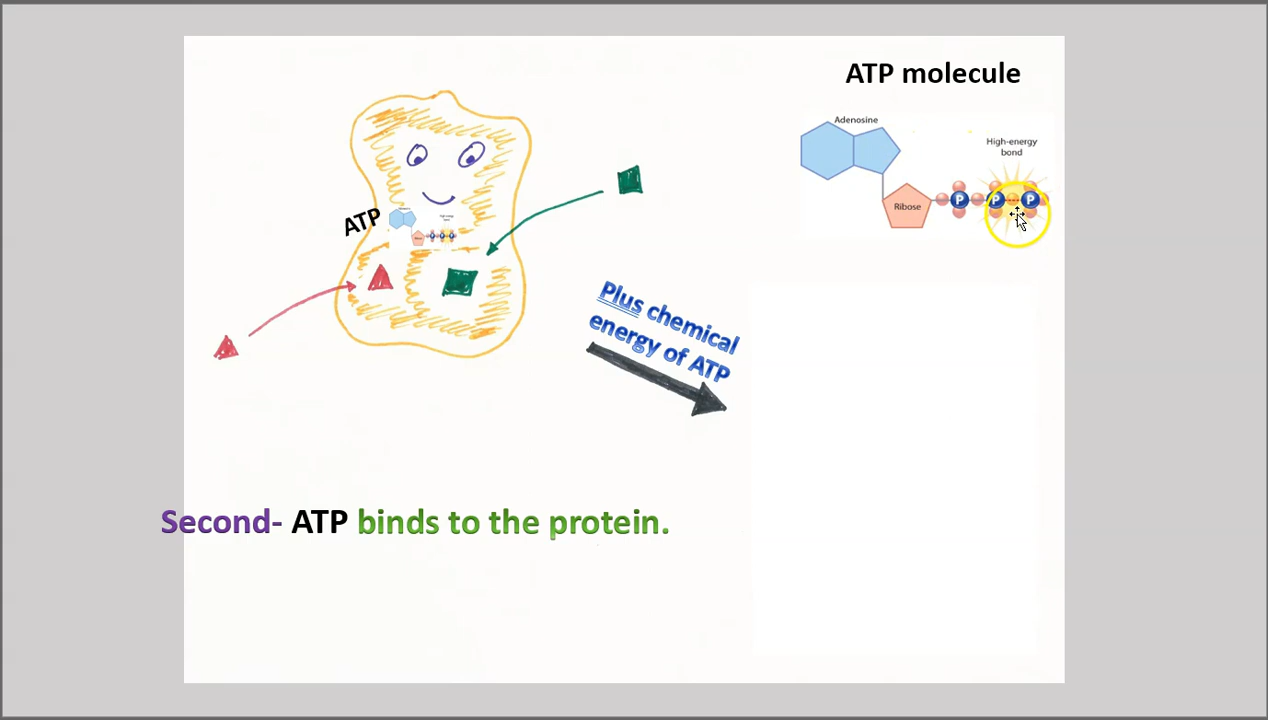 ATP molecule
Adenosine
High-energy
bond
Ribose
P
P
P
ATP
Plus chemical
energy of ATP
Second- ATP binds to the protein.